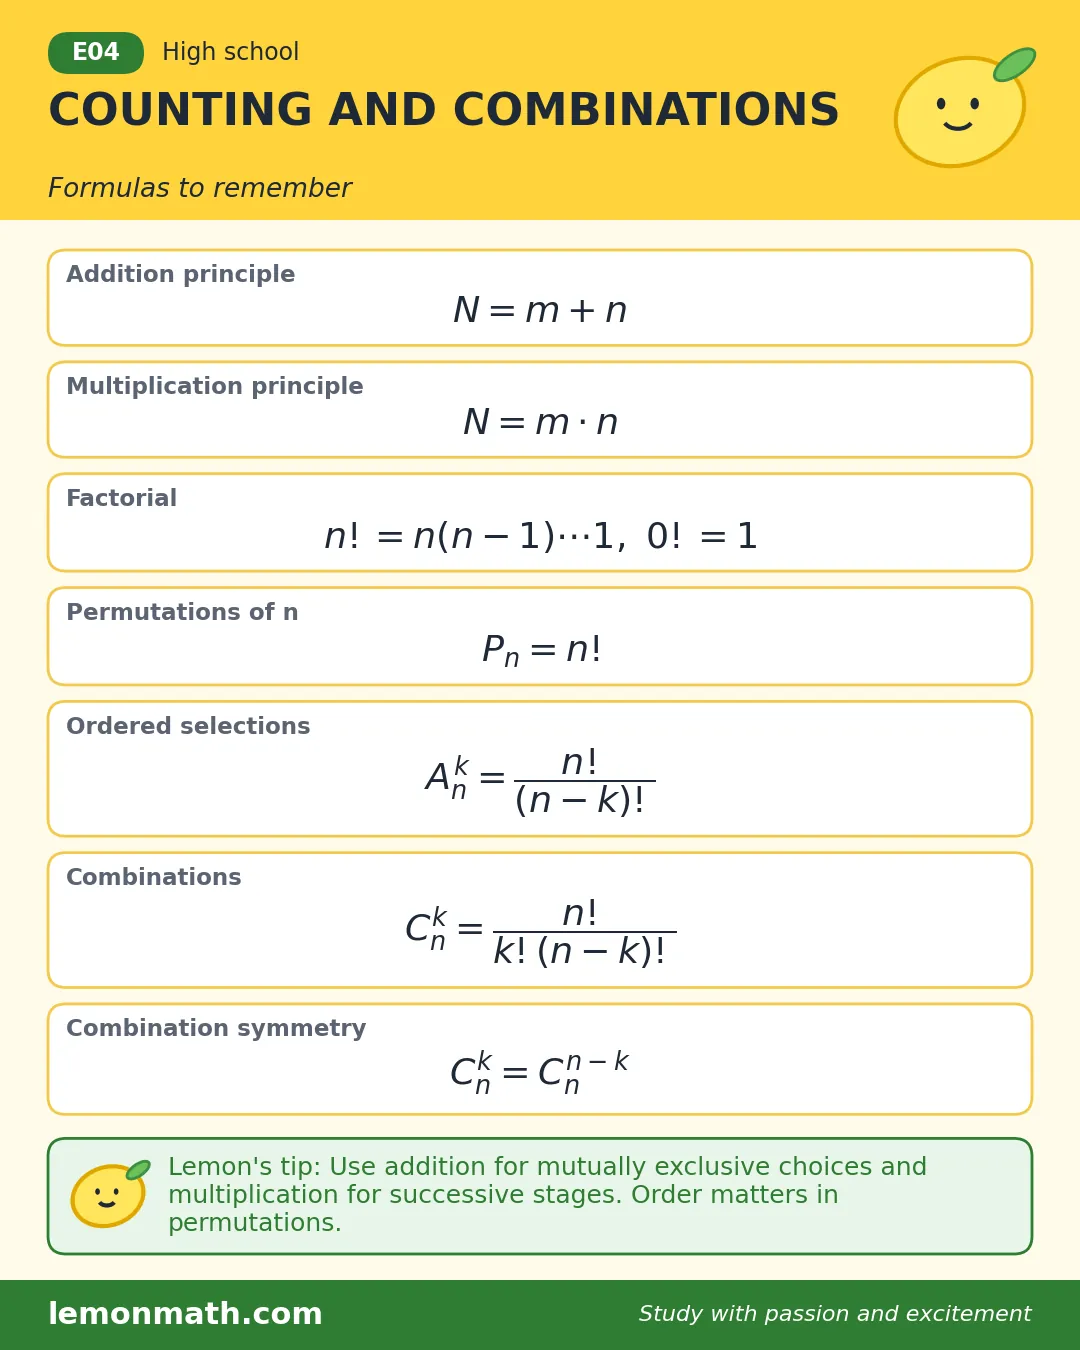 E04 High school
COUNTING AND COMBINATIONS
Formulas to remember
Addition principle
N = m + n
Multiplication principle
N = m · n
Factorial
n! = n(n − 1)⋯1, 0! = 1
Permutations of n
P_n = n!
Ordered selections
A_n^k = n! / (n − k)!
Combinations
C_n^k = n! / k! (n − k)!
Combination symmetry
C_n^k = C_n^{n − k}
Lemon's tip: Use addition for mutually exclusive choices and
multiplication for successive stages. Order matters in
permutations.
lemonmath.com
Study with passion and excitement